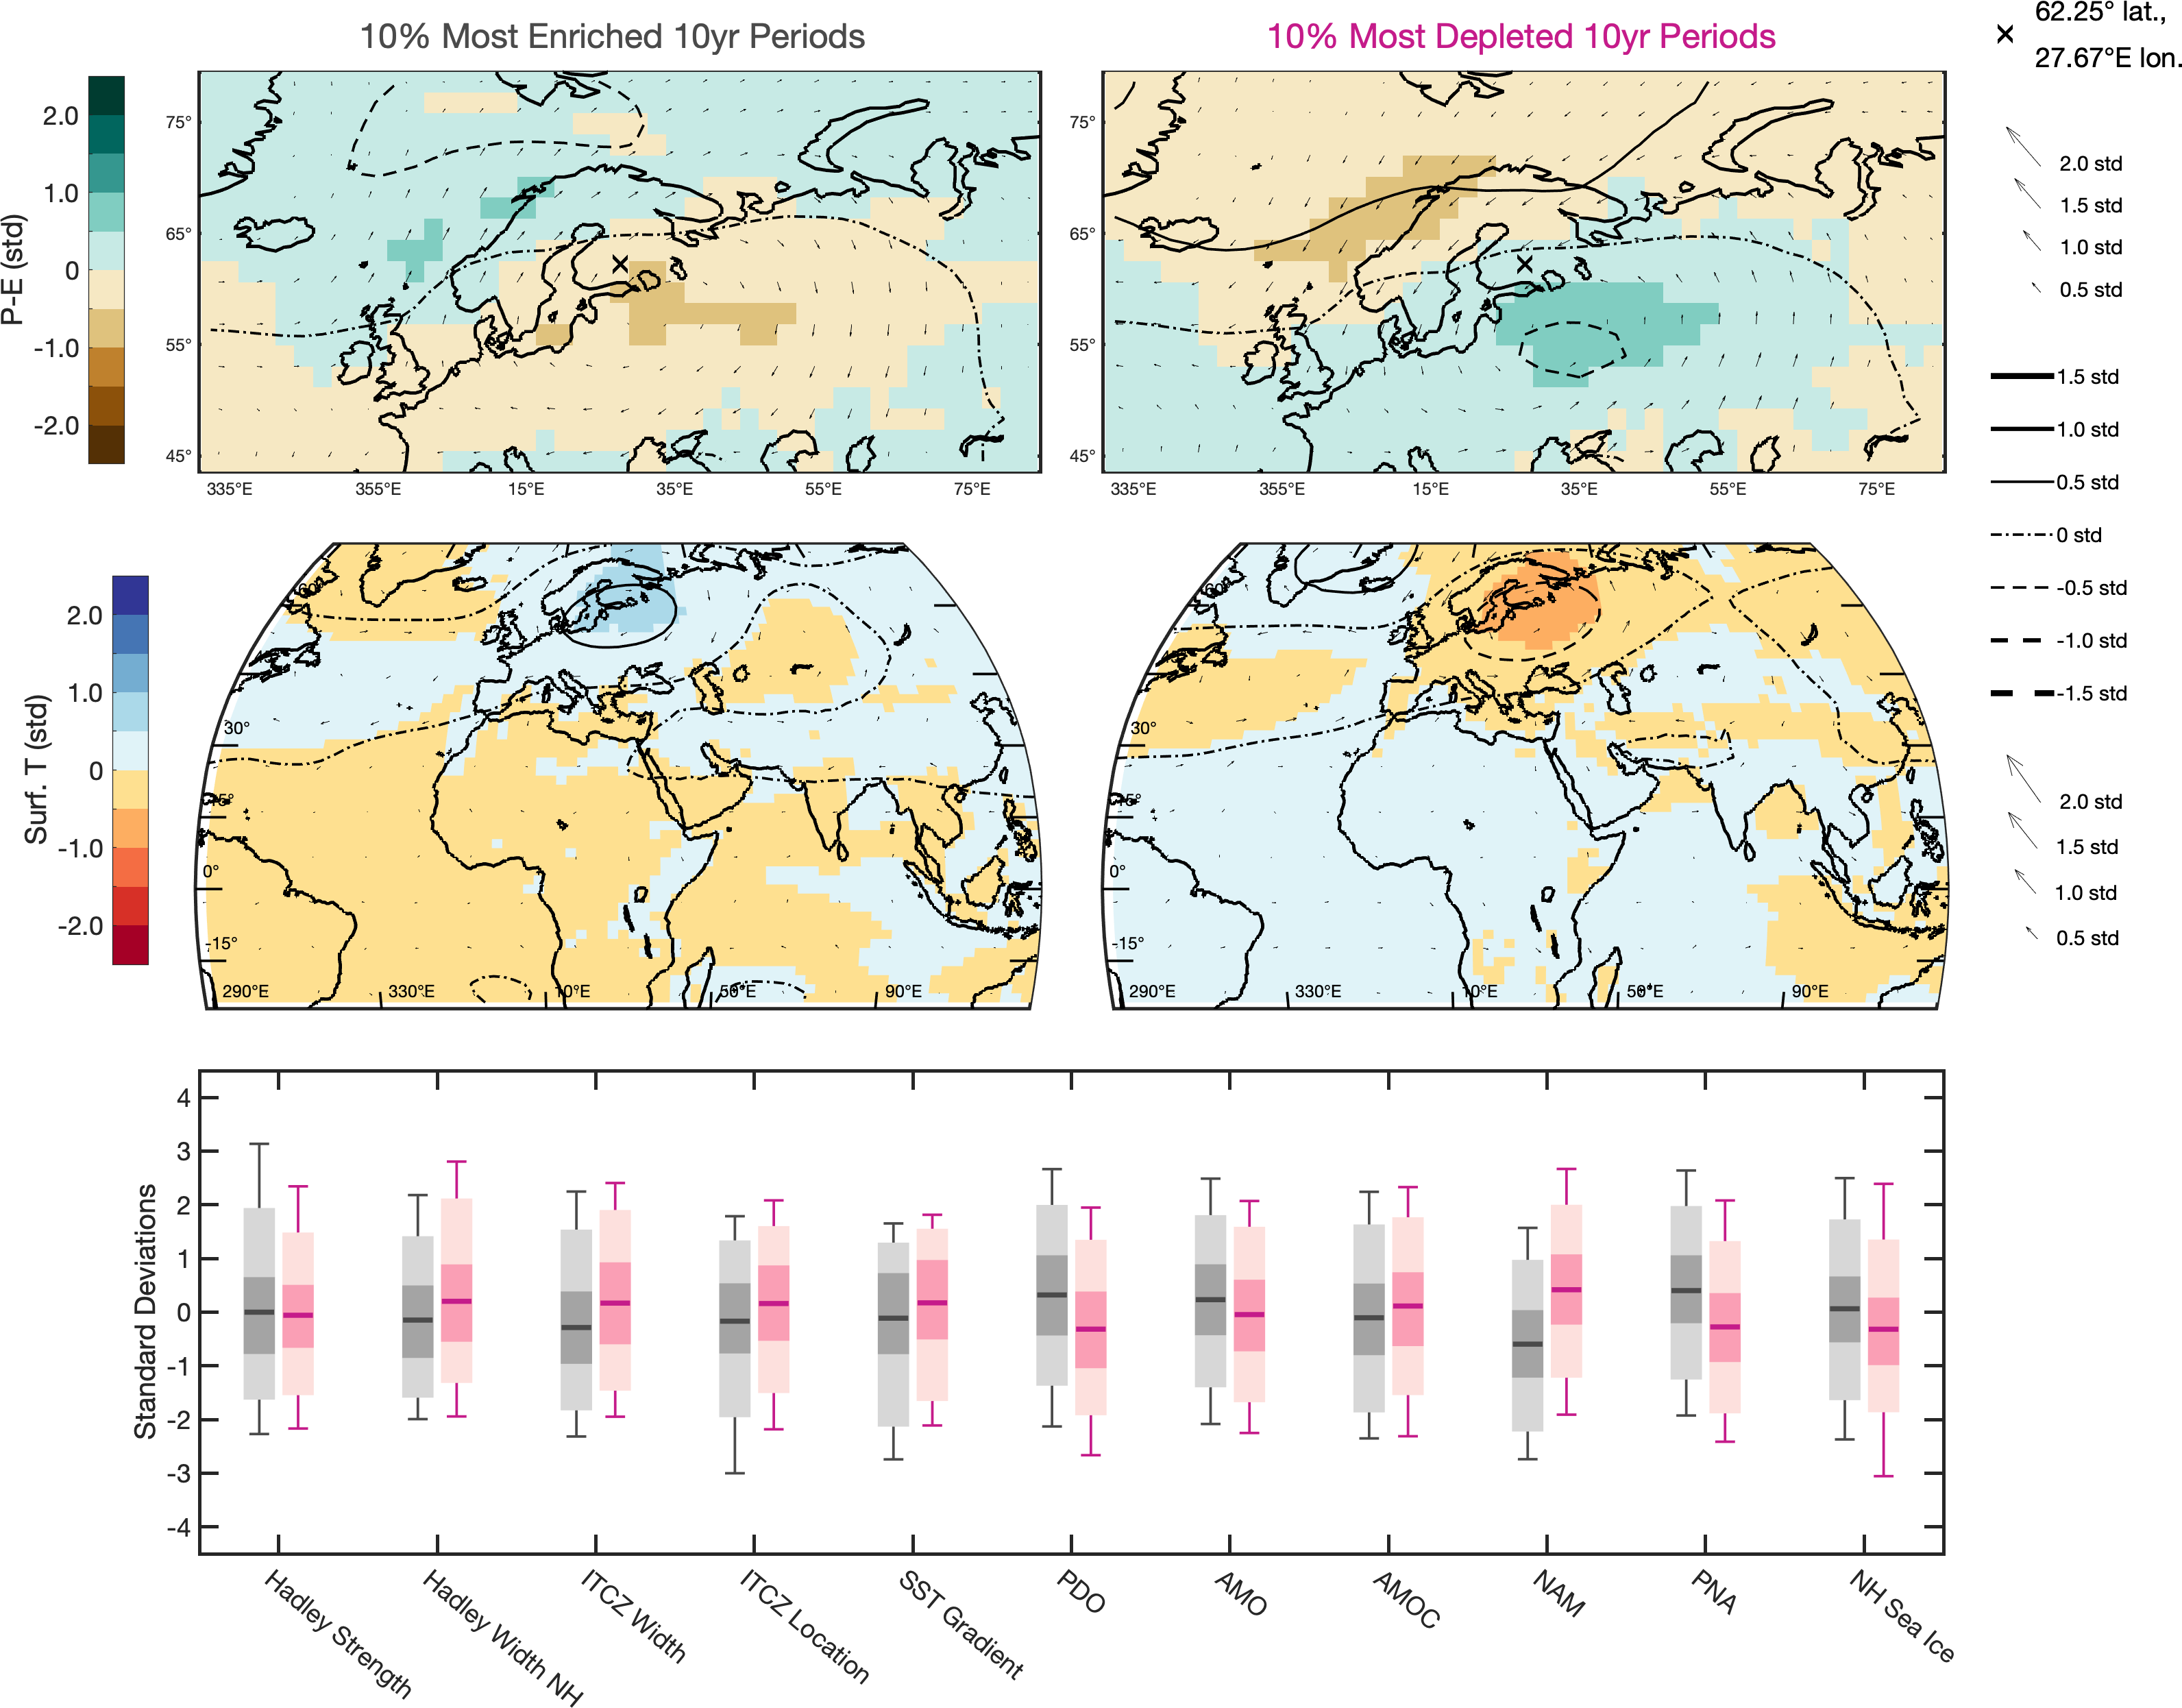 10% Most Enriched 10yr Periods
10% Most Depleted 10yr Periods
62.25° lat.,
27.67°E lon.
P-E (std)
2.0
1.0
0
-1.0
-2.0
75°
65°
55°
45°
335°E 355°E 15°E 35°E 55°E 75°E
75°
65°
55°
45°
335°E 355°E 15°E 35°E 55°E 75°E
2.0 std
1.5 std
1.0 std
0.5 std
1.5 std
1.0 std
0.5 std
0 std
-0.5 std
-1.0 std
-1.5 std
Surf. T (std)
2.0
1.0
0
-1.0
-2.0
60°
30°
15°
0°
-15°
290°E 330°E 10°E 50°E 90°E
60°
30°
15°
0°
-15°
290°E 330°E 10°E 50°E 90°E
2.0 std
1.5 std
1.0 std
0.5 std
Standard Deviations
4
3
2
1
0
-1
-2
-3
-4
Hadley Strength
Hadley Width NH
ITCZ Width
ITCZ Location
SST Gradient
PDO
AMO
AMOC
NAM
PNA
NH Sea Ice